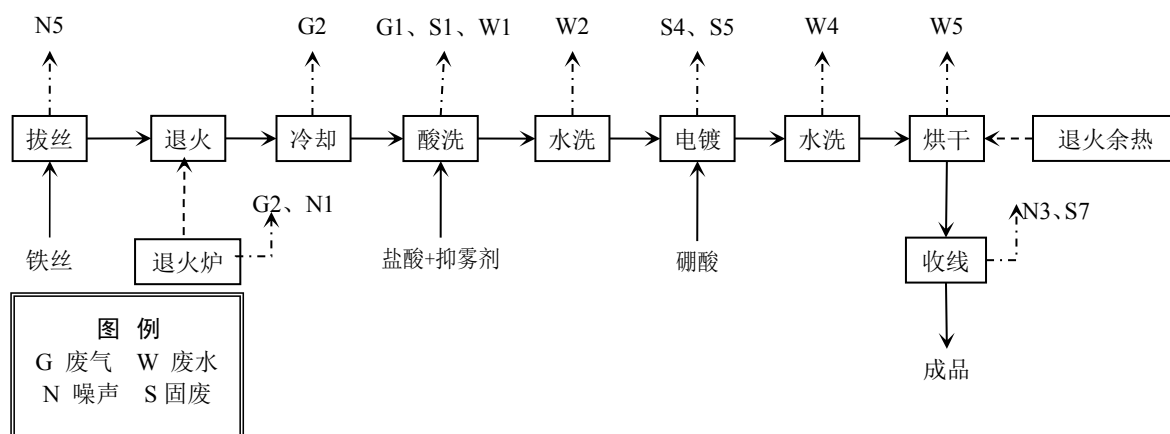 N5
G2
G1、S1、W1
W2
S4、S5
W4
W5
拔丝
退火
冷却
酸洗
水洗
电镀
水洗
烘干
退火余热
G2、N1
N3、S7
铁丝
退火炉
盐酸+抑雾剂
硼酸
收线
图 例
G 废气 W 废水
N 噪声 S固废
成品